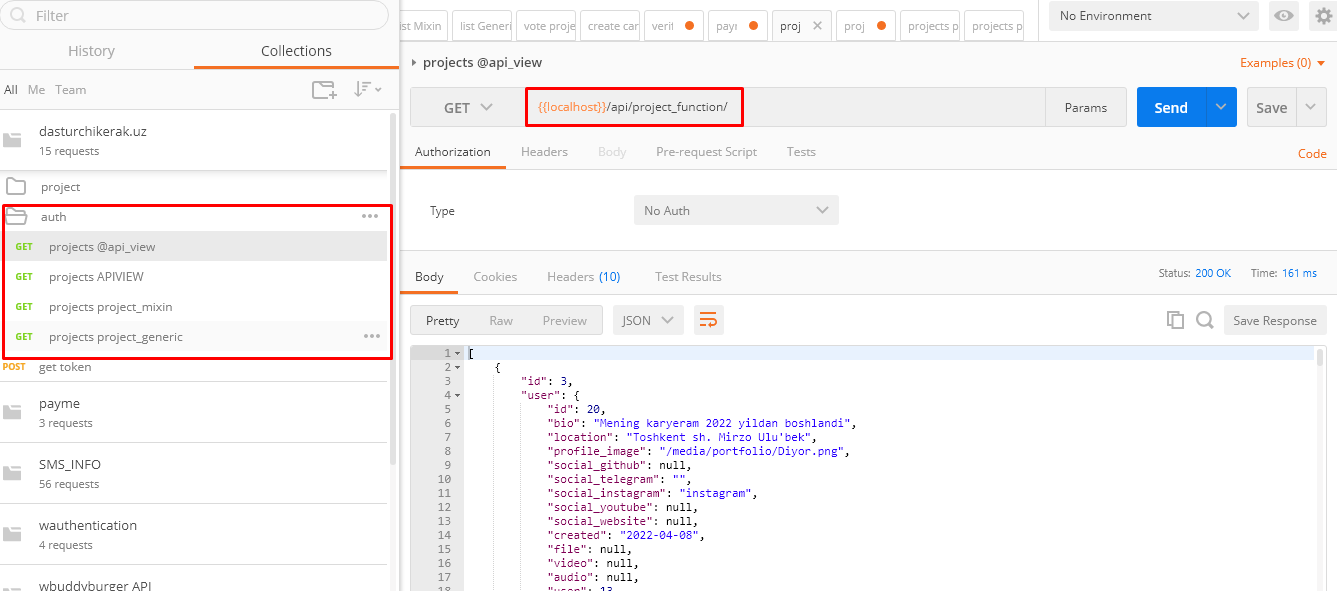 Filter
History Collections
All Me Team
dasturchikerak.uz
15 requests
project
auth
GET projects @api_view
GET projects APIVIEW
GET projects project_mixin
GET projects project_generic
POST get token
payme
3 requests
SMS_INFO
56 requests
wauthentication
4 requests
wbuddyburger API
ist Mixin list Generi vote proje create car verif payn proj proj projects p projects p
No Environment
projects @api_view Examples (0)
GET {{localhost}}/api/project_function/ Params Send Save
Authorization Headers Body Pre-request Script Tests Code
Type No Auth
Body Cookies Headers (10) Test Results Status: 200 OK Time: 161 ms
Pretty Raw Preview JSON Save Response
1 [
2 {
3 "id": 3,
4 "user": {
5 "id": 20,
6 "bio": "Mening karyeram 2022 yildan boshlandi",
7 "location": "Toshkent sh. Mirzo Ulu'bek",
8 "profile_image": "/media/portfolio/Diyor.png",
9 "social_github": null,
10 "social_telegram": "",
11 "social_instagram": "instagram",
12 "social_youtube": null,
13 "social_website": null,
14 "created": "2022-04-08",
15 "file": null,
16 "video": null,
17 "audio": null,
18 "user": 13